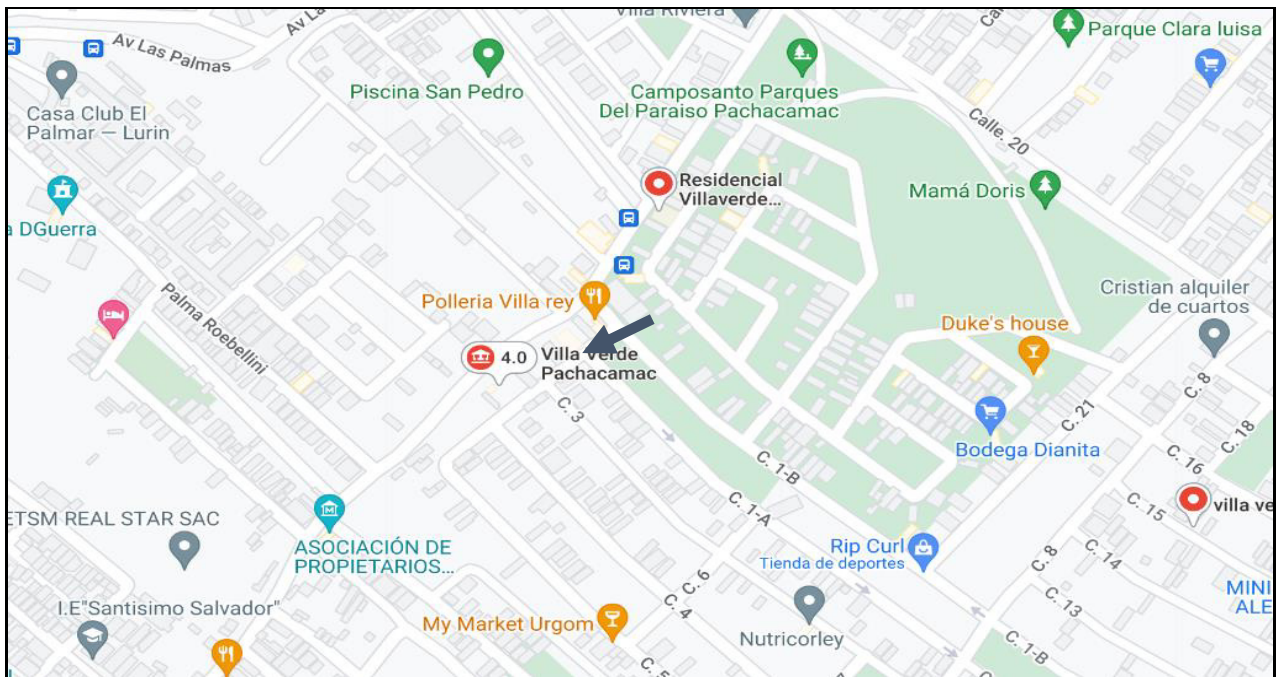 Villa Riviera
Av La
Av Las Palmas
Parque Clara luisa
Piscina San Pedro
Camposanto Parques
Del Paraiso Pachacamac
Casa Club El
Palmar – Lurin
Calle. 20
Residencial
Villaverde...
Mamá Doris
DGuerra
Cristian alquiler
de cuartos
Palma Roebellini
Polleria Villa rey
Duke's house
4.0
Villa Verde
Pachacamac
C. 3
C. 8
C. 21
C. 18
Bodega Dianita
C. 1-B
C. 16
C. 15
villa ve
C. 1-A
ETSM REAL STAR SAC
ASOCIACIÓN DE
PROPIETARIOS...
Rip Curl
Tienda de deportes
C. 8
C. 14
C. 6
C. 13
MINI
ALE
C. 4
I.E"Santisimo Salvador"
My Market Urgom
Nutricorley
C. 1-B
C. 5